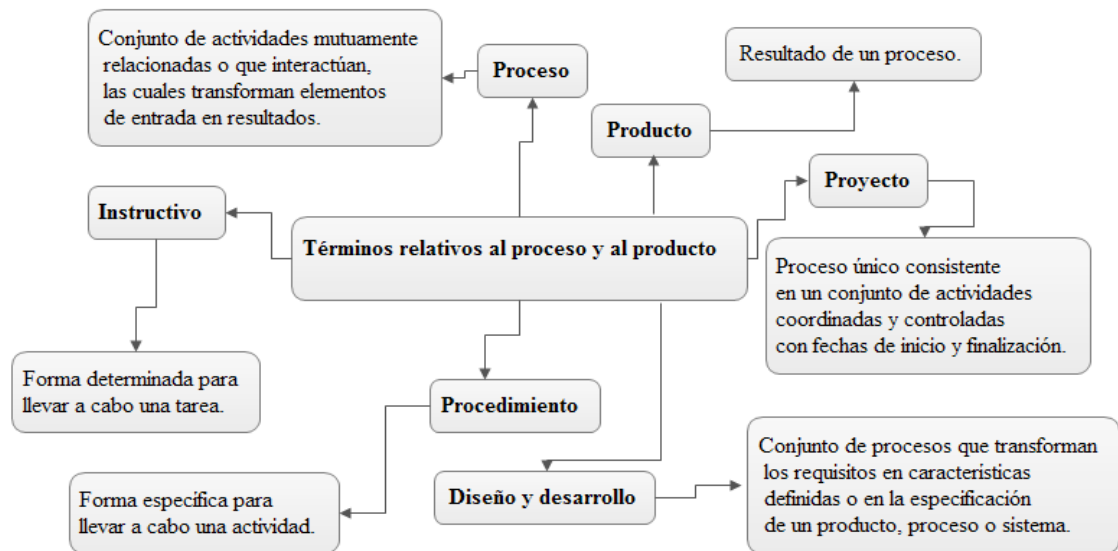 Conjunto de actividades mutuamente
relacionadas o que interactúan,
las cuales transforman elementos
de entrada en resultados.
Proceso
Resultado de un proceso.
Producto
Proyecto
Instructivo
Términos relativos al proceso y al producto
Proceso único consistente
en un conjunto de actividades
coordinadas y controladas
con fechas de inicio y finalización.
Forma determinada para
llevar a cabo una tarea.
Procedimiento
Diseño y desarrollo
Conjunto de procesos que transforman
los requisitos en características
definidas o en la especificación
de un producto, proceso o sistema.
Forma específica para
llevar a cabo una actividad.